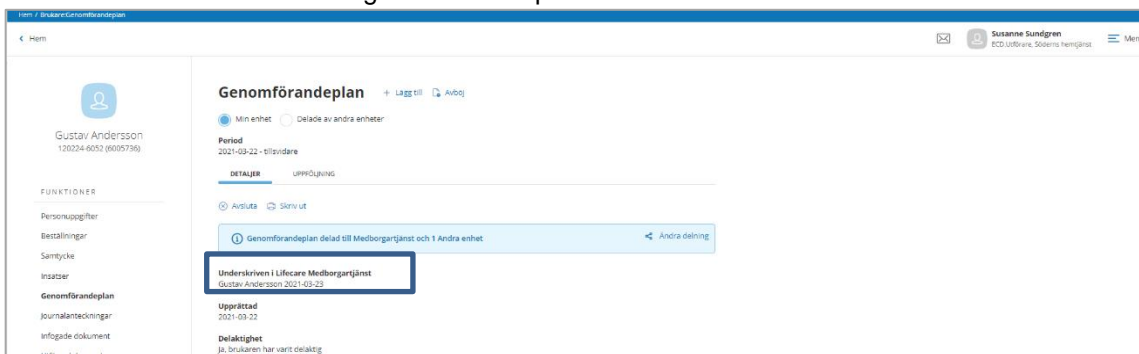 Hem / Brukare:Genomförandeplan
Hem
Susanne Sundgren
ECD.Utförare, Söderns hemtjänst
Gustav Andersson
120224-6052 (6005736)
FUNKTIONER
Personuppgifter
Beställningar
Samtycke
Insatser
Genomförandeplan
Journalanteckningar
Infogade dokument
Genomförandeplan + Lägg till Avböj
Min enhet Delade av andra enheter
Period
2021-03-22 - tillsvidare
DETALJER UPPFÖLJNING
Avsluta Skriv ut
Genomförandeplan delad till Medborgartjänst och 1 Andra enhet Ändra delning
Underskriven i Lifecare Medborgartjänst
Gustav Andersson 2021-03-23
Upprättad
2021-03-22
Delaktighet
Ja, brukaren har varit delaktig